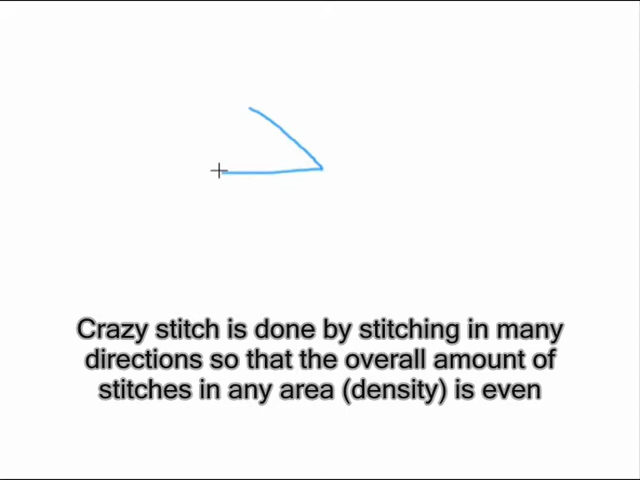 Crazy stitch is done by stitching in many
directions so that the overall amount of
stitches in any area (density) is even